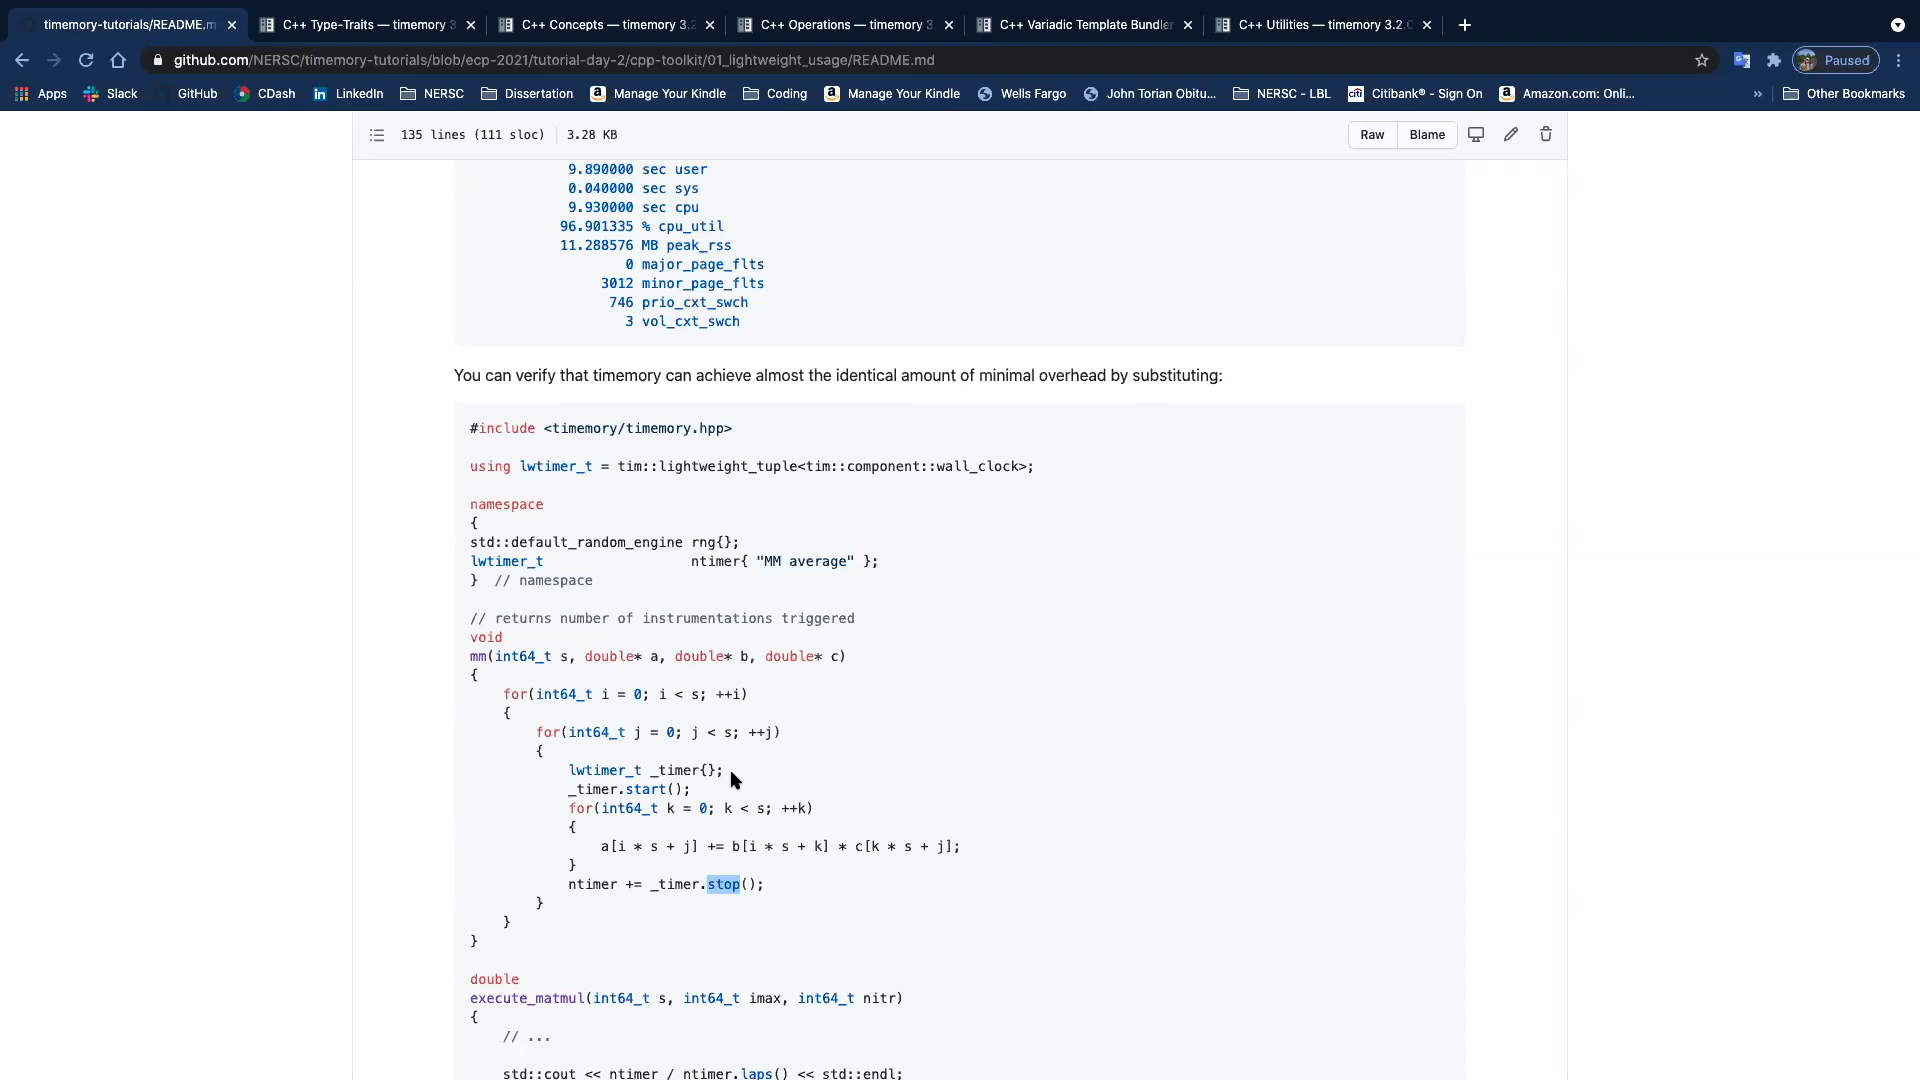 timemory-tutorials/README.m
C++ Type-Traits — timemory 3
C++ Concepts — timemory 3.2
C++ Operations — timemory 3
C++ Variadic Template Bundler
C++ Utilities — timemory 3.2.0
github.com/NERSC/timemory-tutorials/blob/ecp-2021/tutorial-day-2/cpp-toolkit/01_lightweight_usage/README.md
Paused
Apps Slack GitHub CDash LinkedIn NERSC Dissertation Manage Your Kindle Coding Manage Your Kindle Wells Fargo John Torian Obitu... NERSC - LBL Citibank® - Sign On Amazon.com: Onli... » Other Bookmarks
135 lines (111 sloc) 3.28 KB
Raw Blame
9.890000 sec user
0.040000 sec sys
9.930000 sec cpu
96.901335 % cpu_util
11.288576 MB peak_rss
0 major_page_flts
3012 minor_page_flts
746 prio_cxt_swch
3 vol_cxt_swch
You can verify that timemory can achieve almost the identical amount of minimal overhead by substituting:
#include <timemory/timemory.hpp>
using lwtimer_t = tim::lightweight_tuple<tim::component::wall_clock>;
namespace
{
std::default_random_engine rng{};
lwtimer_t ntimer{ "MM average" };
} // namespace
// returns number of instrumentations triggered
void
mm(int64_t s, double* a, double* b, double* c)
{
for(int64_t i = 0; i < s; ++i)
{
for(int64_t j = 0; j < s; ++j)
{
lwtimer_t _timer{};
_timer.start();
for(int64_t k = 0; k < s; ++k)
{
a[i * s + j] += b[i * s + k] * c[k * s + j];
}
ntimer += _timer.stop();
}
}
}
double
execute_matmul(int64_t s, int64_t imax, int64_t nitr)
{
// ...
std::cout << ntimer / ntimer.laps() << std::endl;